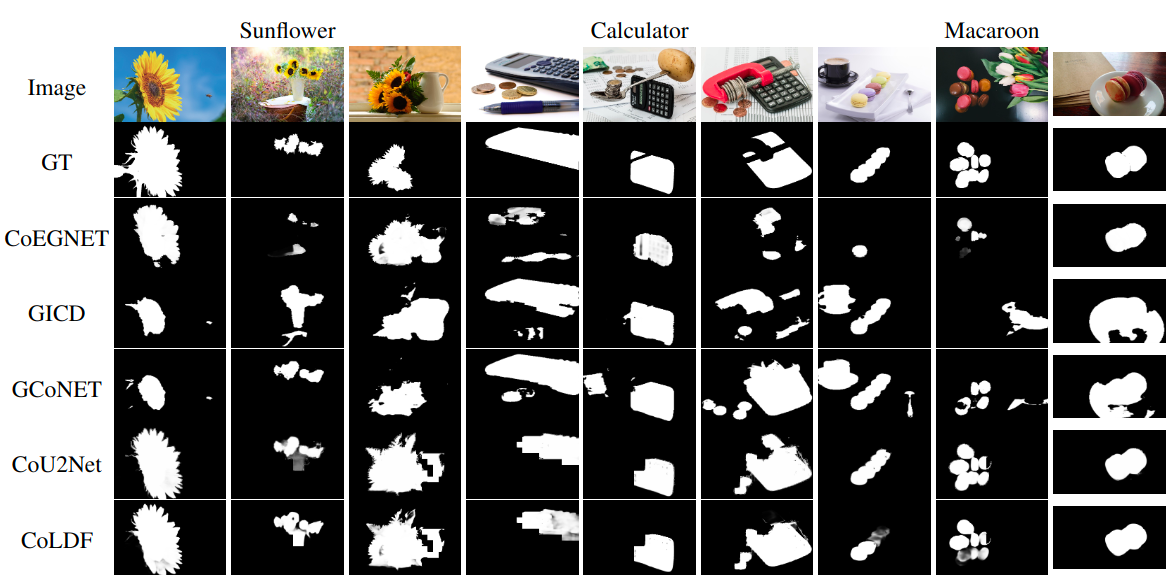 Sunflower Calculator Macaroon
Image
GT
CoEGNET
GICD
GCoNET
CoU2Net
CoLDF